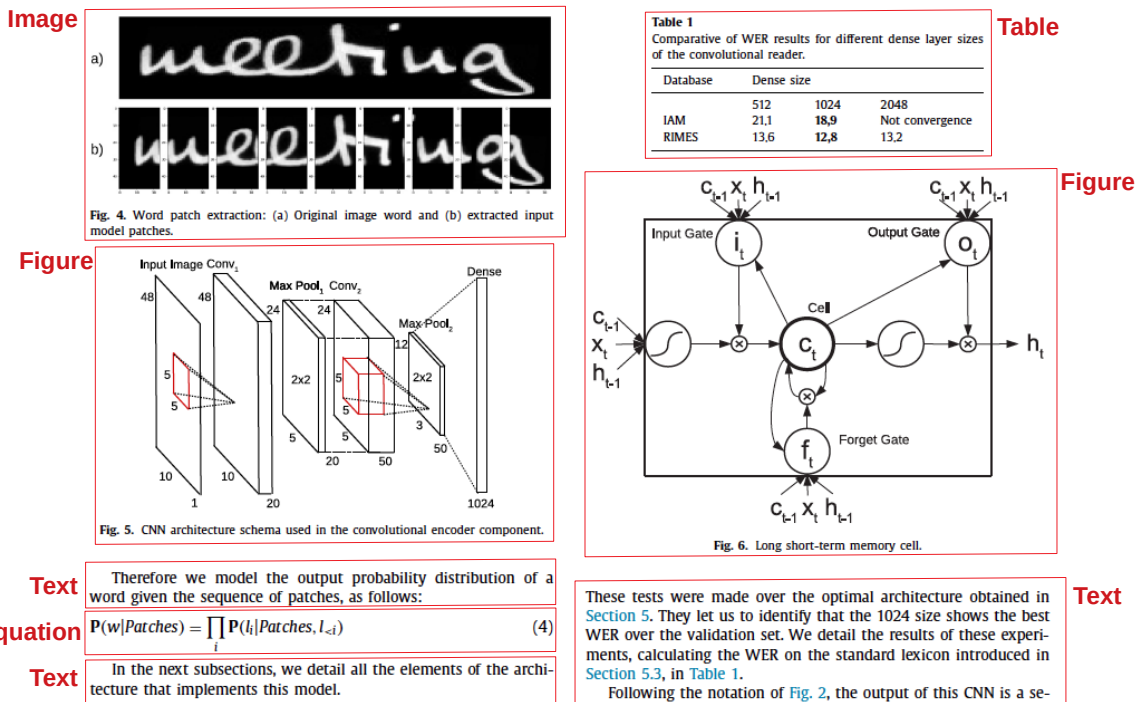 Image
a)
meeting
b)
meeting
Fig. 4. Word patch extraction: (a) Original image word and (b) extracted input
model patches.
Figure
Input Image Conv1
Max Pool1 Conv2
Max Pool2
Dense
48
48
24
24
12
5
5
2x2
5
5
2x2
3
5
5
10
10
20
50
50
1
20
1024
Fig. 5. CNN architecture schema used in the convolutional encoder component.
Text
Therefore we model the output probability distribution of a
word given the sequence of patches, as follows:
quation
P(w|Patches) = ∏i P(li|Patches, l<i) (4)
Text
In the next subsections, we detail all the elements of the archi-
tecture that implements this model.
Table
Table 1
Comparative of WER results for different dense layer sizes
of the convolutional reader.
Database Dense size
512 1024 2048
IAM 21,1 18,9 Not convergence
RIMES 13,6 12,8 13,2
Figure
ct-1 xt ht-1
ct-1 xt ht-1
Input Gate
it
Output Gate
ot
Cell
ct-1
xt
ht-1
×
ct
×
ht
×
ft
Forget Gate
ct-1 xt ht-1
Fig. 6. Long short-term memory cell.
Text
These tests were made over the optimal architecture obtained in
Section 5. They let us to identify that the 1024 size shows the best
WER over the validation set. We detail the results of these experi-
ments, calculating the WER on the standard lexicon introduced in
Section 5.3, in Table 1.
Following the notation of Fig. 2, the output of this CNN is a se-